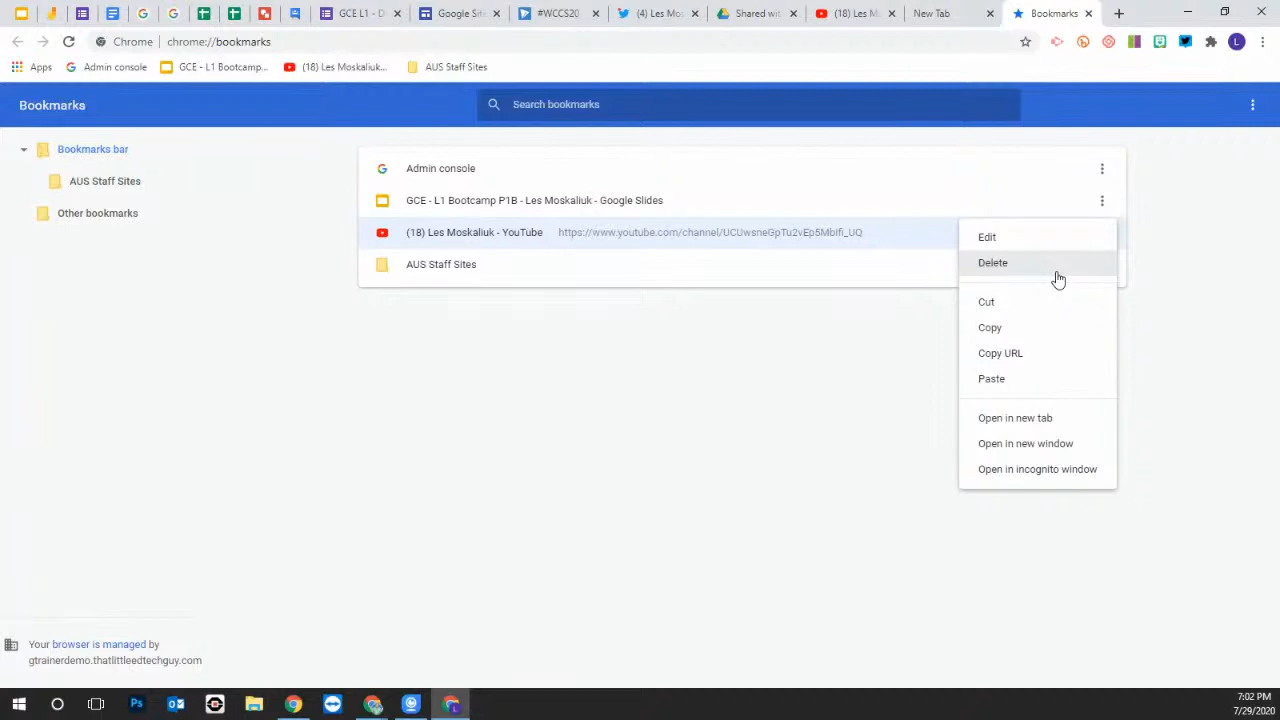 GCE L1 - D
Google Site
#WCCS20
(4) Les Mo
Shared wit
(18) Les M
New Tab
Bookmarks
Chrome | chrome://bookmarks
Apps
Admin console
GCE - L1 Bootcamp...
(18) Les Moskaliuk...
AUS Staff Sites
Bookmarks
Search bookmarks
Bookmarks bar
AUS Staff Sites
Other bookmarks
Admin console
GCE - L1 Bootcamp P1B - Les Moskaliuk - Google Slides
(18) Les Moskaliuk - YouTube https://www.youtube.com/channel/UCUwsneGpTu2vEp5Mbifi_UQ
AUS Staff Sites
Edit
Delete
Cut
Copy
Copy URL
Paste
Open in new tab
Open in new window
Open in incognito window
Your browser is managed by
gtrainerdemo.thatlittleedtechguy.com
7:02 PM
7/29/2020